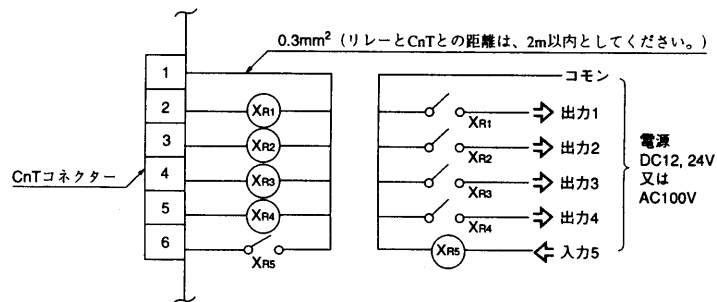 0.3mm² (リレーとCnTとの距離は、2m以内としてください。)
1
2
3
4
5
6
CnTコネクター
XR1
XR2
XR3
XR4
XR5
コモン
XR1
出力1
XR2
出力2
XR3
出力3
XR4
出力4
XR5
入力5
電源
DC12, 24V
又は
AC100V